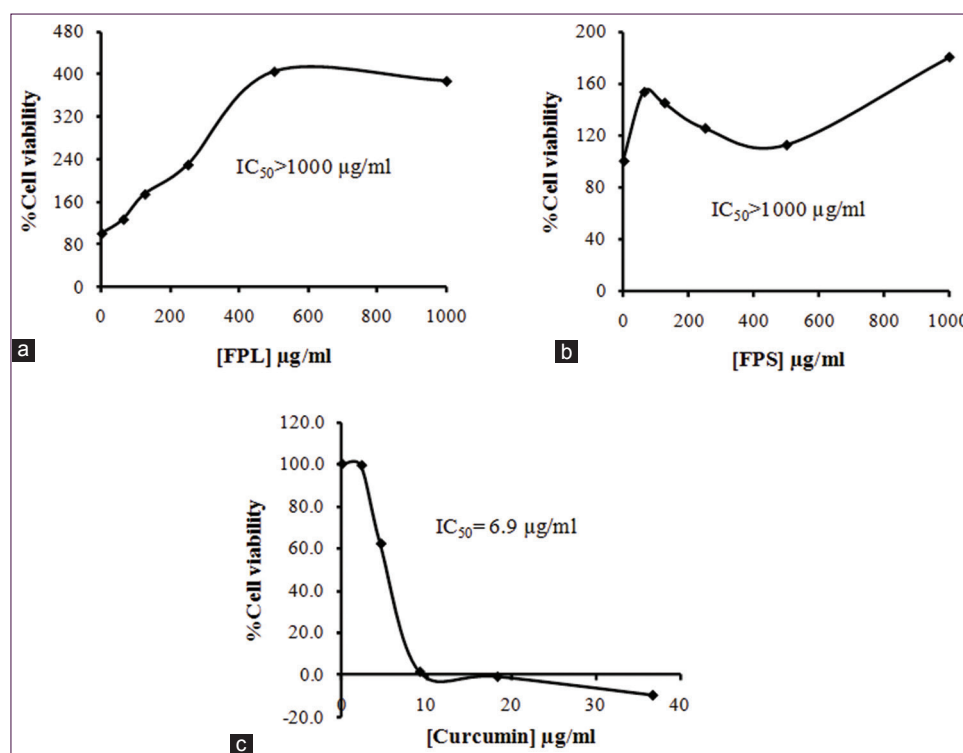 480
400
320
240
160
80
0
%Cell viability
IC50>1000 µg/ml
0 200 400 600 800 1000
[FPL] µg/ml
a
200
160
120
80
40
0
%Cell viability
IC50>1000 µg/ml
0 200 400 600 800 1000
[FPS] µg/ml
b
120.0
100.0
80.0
60.0
40.0
20.0
0.0
-20.0
%Cell viability
IC50= 6.9 µg/ml
0 10 20 30 40
[Curcumin] µg/ml
c